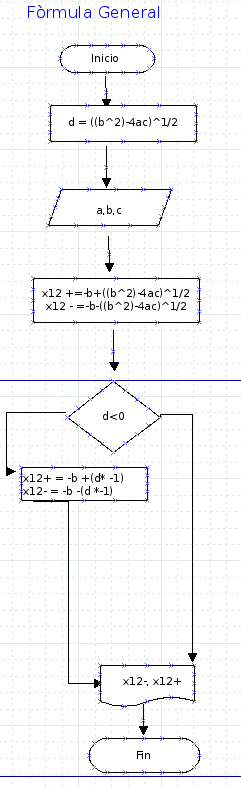 Fòrmula General
Inicio
d = ((b^2)-4ac)^1/2
a,b,c
x12 +=-b+((b^2)-4ac)^1/2
x12 - =-b-((b^2)-4ac)^1/2
d<0
x12+ = -b +(d* -1)
x12- = -b -(d *-1)
x12-, x12+
Fin